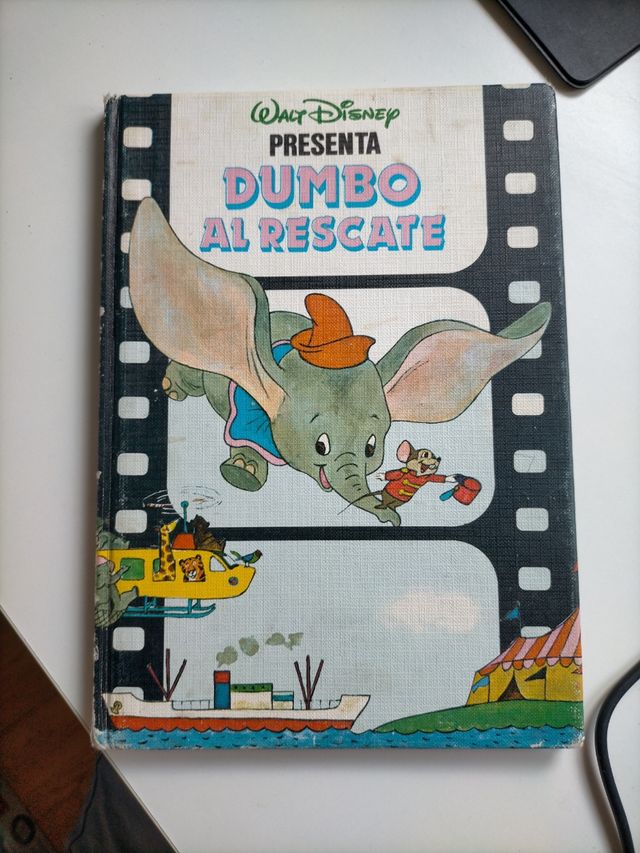 WALT DISNEY
PRESENTA
DUMBO
AL RESCATE